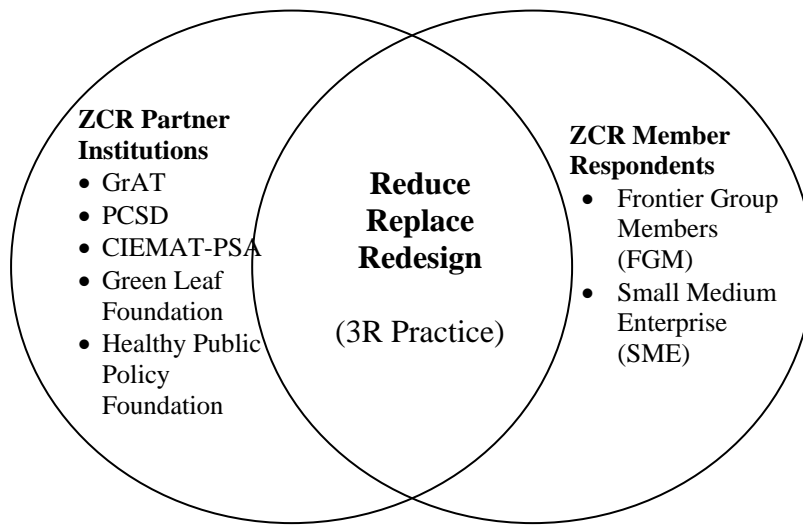 ZCR Partner
Institutions
• GrAT
• PCSD
• CIEMAT-PSA
• Green Leaf
Foundation
• Healthy Public
Policy
Foundation
Reduce
Replace
Redesign
(3R Practice)
ZCR Member
Respondents
• Frontier Group
Members
(FGM)
• Small Medium
Enterprise
(SME)